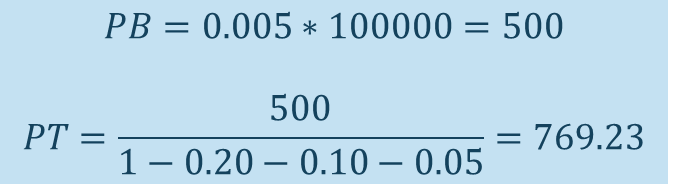 PB = 0.005 * 100000 = 500
PT = 500 / (1 − 0.20 − 0.10 − 0.05) = 769.23